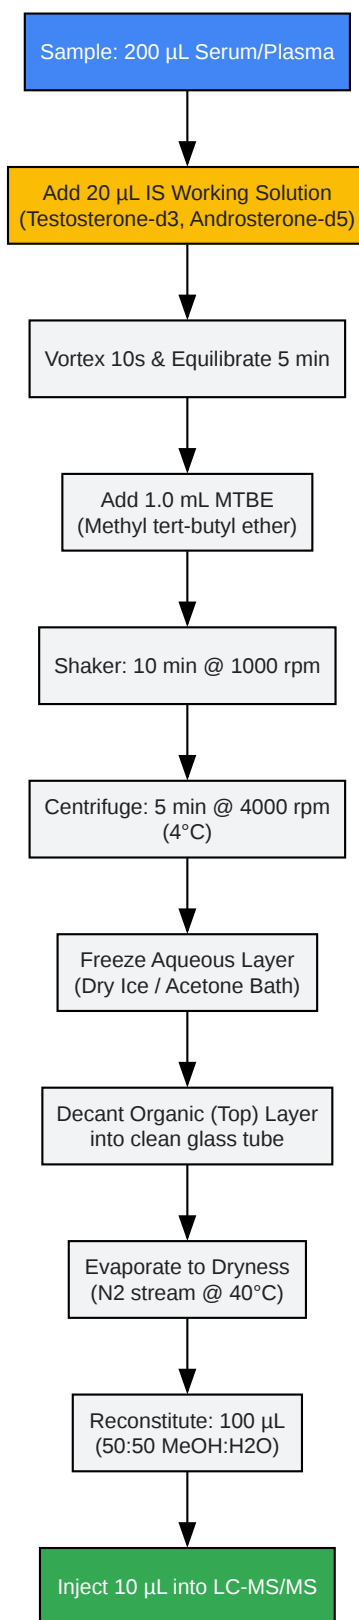 Sample: 200 µL Serum/Plasma
Add 20 µL IS Working Solution
(Testosterone-d3, Androsterone-d5)
Vortex 10s & Equilibrate 5 min
Add 1.0 mL MTBE
(Methyl tert-butyl ether)
Shaker: 10 min @ 1000 rpm
Centrifuge: 5 min @ 4000 rpm
(4°C)
Freeze Aqueous Layer
(Dry Ice / Acetone Bath)
Decant Organic (Top) Layer
into clean glass tube
Evaporate to Dryness
(N2 stream @ 40°C)
Reconstitute: 100 µL
(50:50 MeOH:H2O)
Inject 10 µL into LC-MS/MS